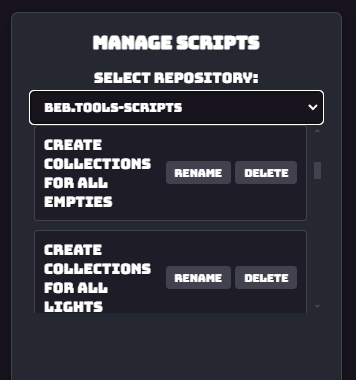 MANAGE SCRIPTS
SELECT REPOSITORY:
BEB.TOOLS-SCRIPTS
CREATE
COLLECTIONS
FOR ALL
EMPTIES
RENAME
DELETE
CREATE
COLLECTIONS
FOR ALL
LIGHTS
RENAME
DELETE